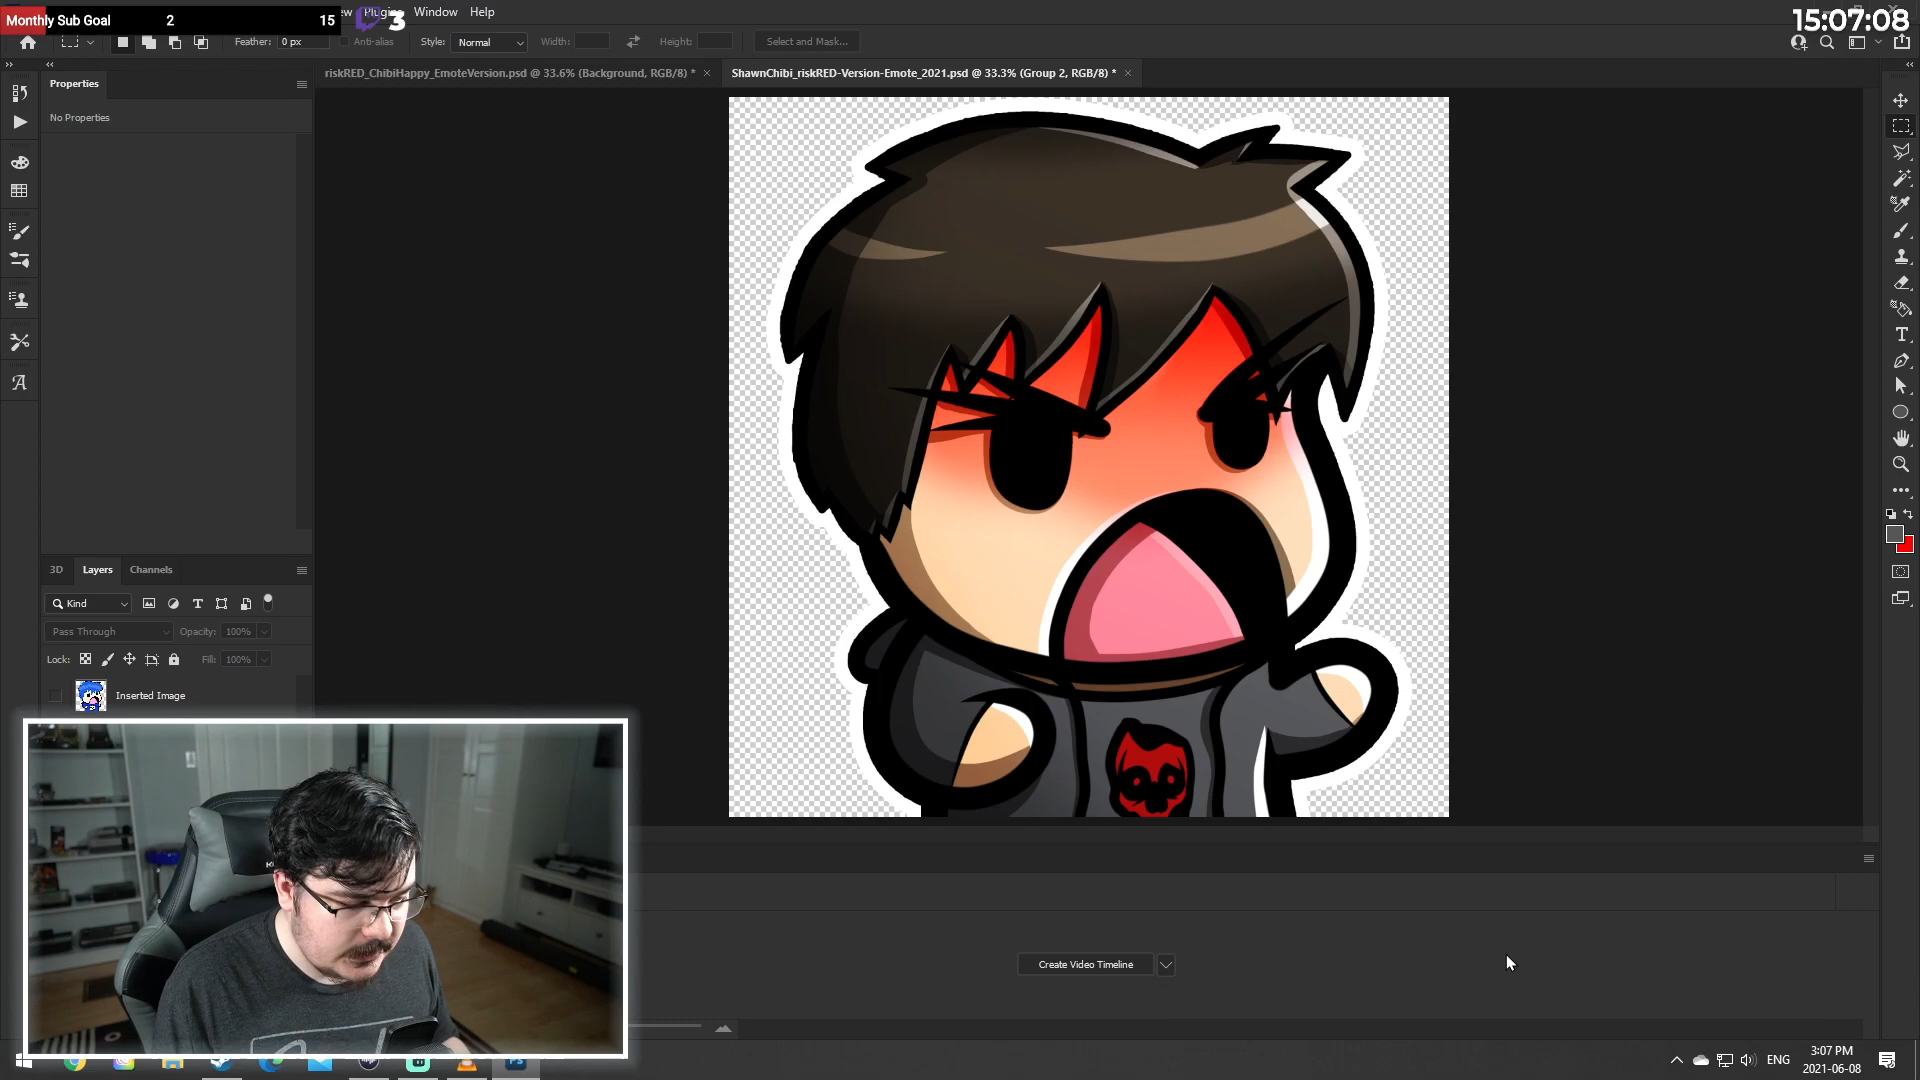 Monthly Sub Goal 2 15
3
Plugins Window Help
15:07:08
Feather: 0 px Anti-alias Style: Normal Width: Height: Select and Mask...
riskRED_ChibiHappy_EmoteVersion.psd @ 33.6% (Background, RGB/8) * ×
ShawnChibi_riskRED-Version-Emote_2021.psd @ 33.3% (Group 2, RGB/8) * ×
Properties
No Properties
3D Layers Channels
Kind
Pass Through Opacity: 100%
Lock: Fill: 100%
Inserted Image
Create Video Timeline
ENG
3:07 PM
2021-06-08